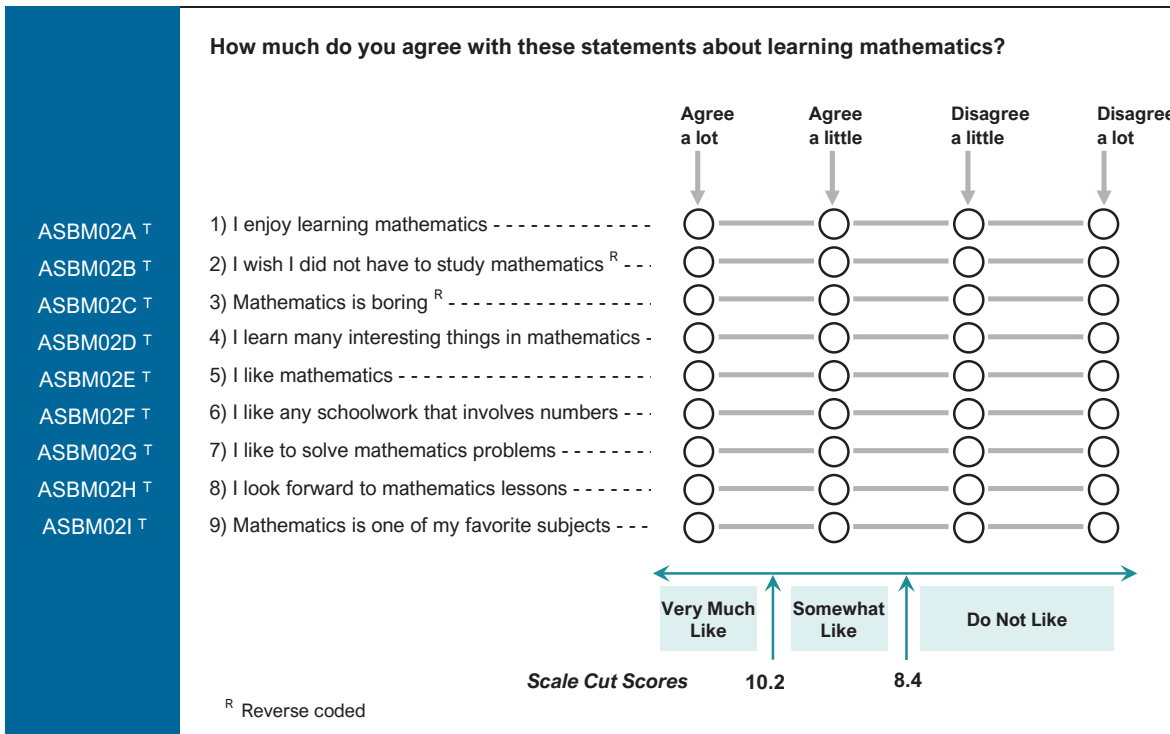 How much do you agree with these statements about learning mathematics?
Agree a lot
Agree a little
Disagree a little
Disagree a lot
ASBM02A T 1) I enjoy learning mathematics - - - - - - - - - - - - -
ASBM02B T 2) I wish I did not have to study mathematics R - - -
ASBM02C T 3) Mathematics is boring R - - - - - - - - - - - - - - - -
ASBM02D T 4) I learn many interesting things in mathematics -
ASBM02E T 5) I like mathematics - - - - - - - - - - - - - - - - - - - - -
ASBM02F T 6) I like any schoolwork that involves numbers - - -
ASBM02G T 7) I like to solve mathematics problems - - - - - - - -
ASBM02H T 8) I look forward to mathematics lessons - - - - - - -
ASBM02I T 9) Mathematics is one of my favorite subjects - - -
Very Much Like
Somewhat Like
Do Not Like
Scale Cut Scores 10.2 8.4
R Reverse coded